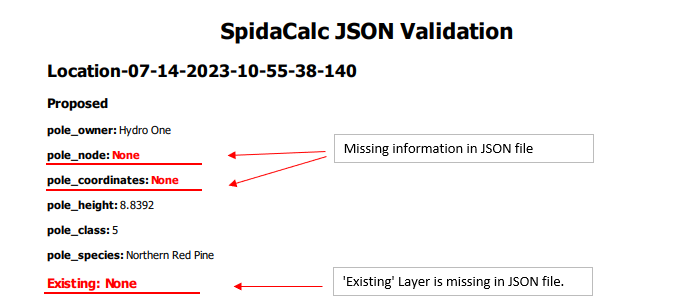 SpidaCalc JSON Validation
Location-07-14-2023-10-55-38-140
Proposed
pole_owner: Hydro One
pole_node: None
Missing information in JSON file
pole_coordinates: None
pole_height: 8.8392
pole_class: 5
pole_species: Northern Red Pine
Existing: None
'Existing' Layer is missing in JSON file.